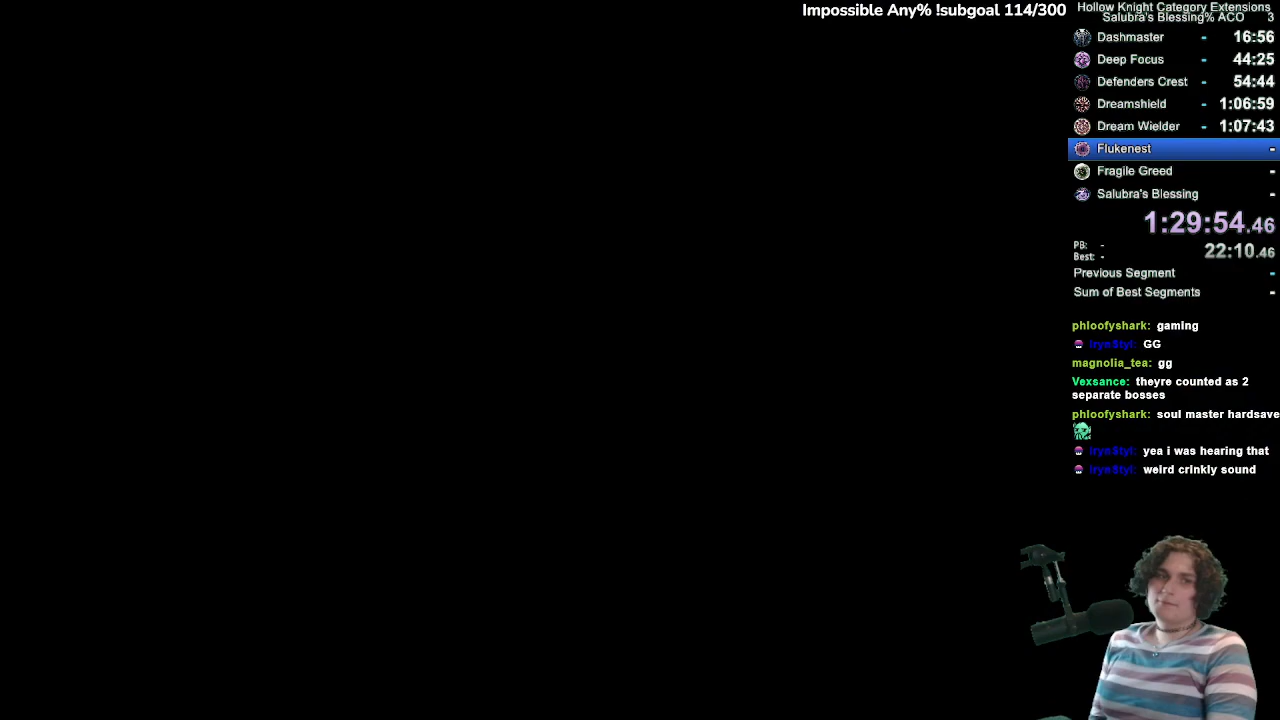 Impossible Any% !subgoal 114/300
Hollow Knight Category Extensions
Salubra's Blessing% ACO 3
Dashmaster - 16:56
Deep Focus - 44:25
Defenders Crest - 54:44
Dreamshield - 1:06:59
Dream Wielder - 1:07:43
Flukenest -
Fragile Greed -
Salubra's Blessing -
1:29:54.46
PB: -
Best: -
22:10.46
Previous Segment -
Sum of Best Segments -
phloofyshark: gaming
GG
magnolia_tea: gg
Vexsance: theyre counted as 2
separate bosses
phloofyshark: soul master hardsave
yea i was hearing that
weird crinkly sound